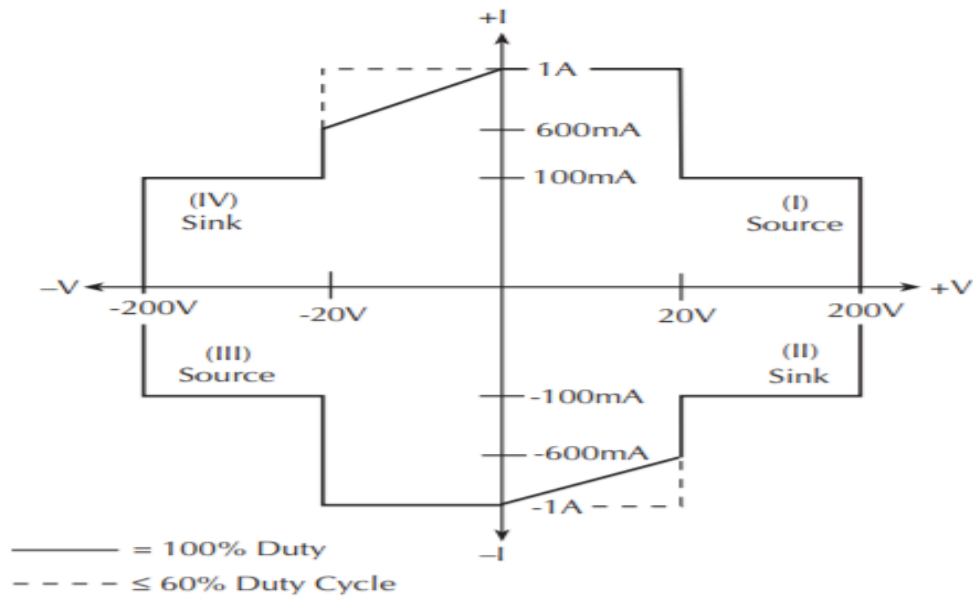 +I
1A
600mA
100mA
(IV)
Sink
(I)
Source
–V
+V
-200V
-20V
20V
200V
(III)
Source
(II)
Sink
-100mA
-600mA
-1A
–I
= 100% Duty
≤ 60% Duty Cycle